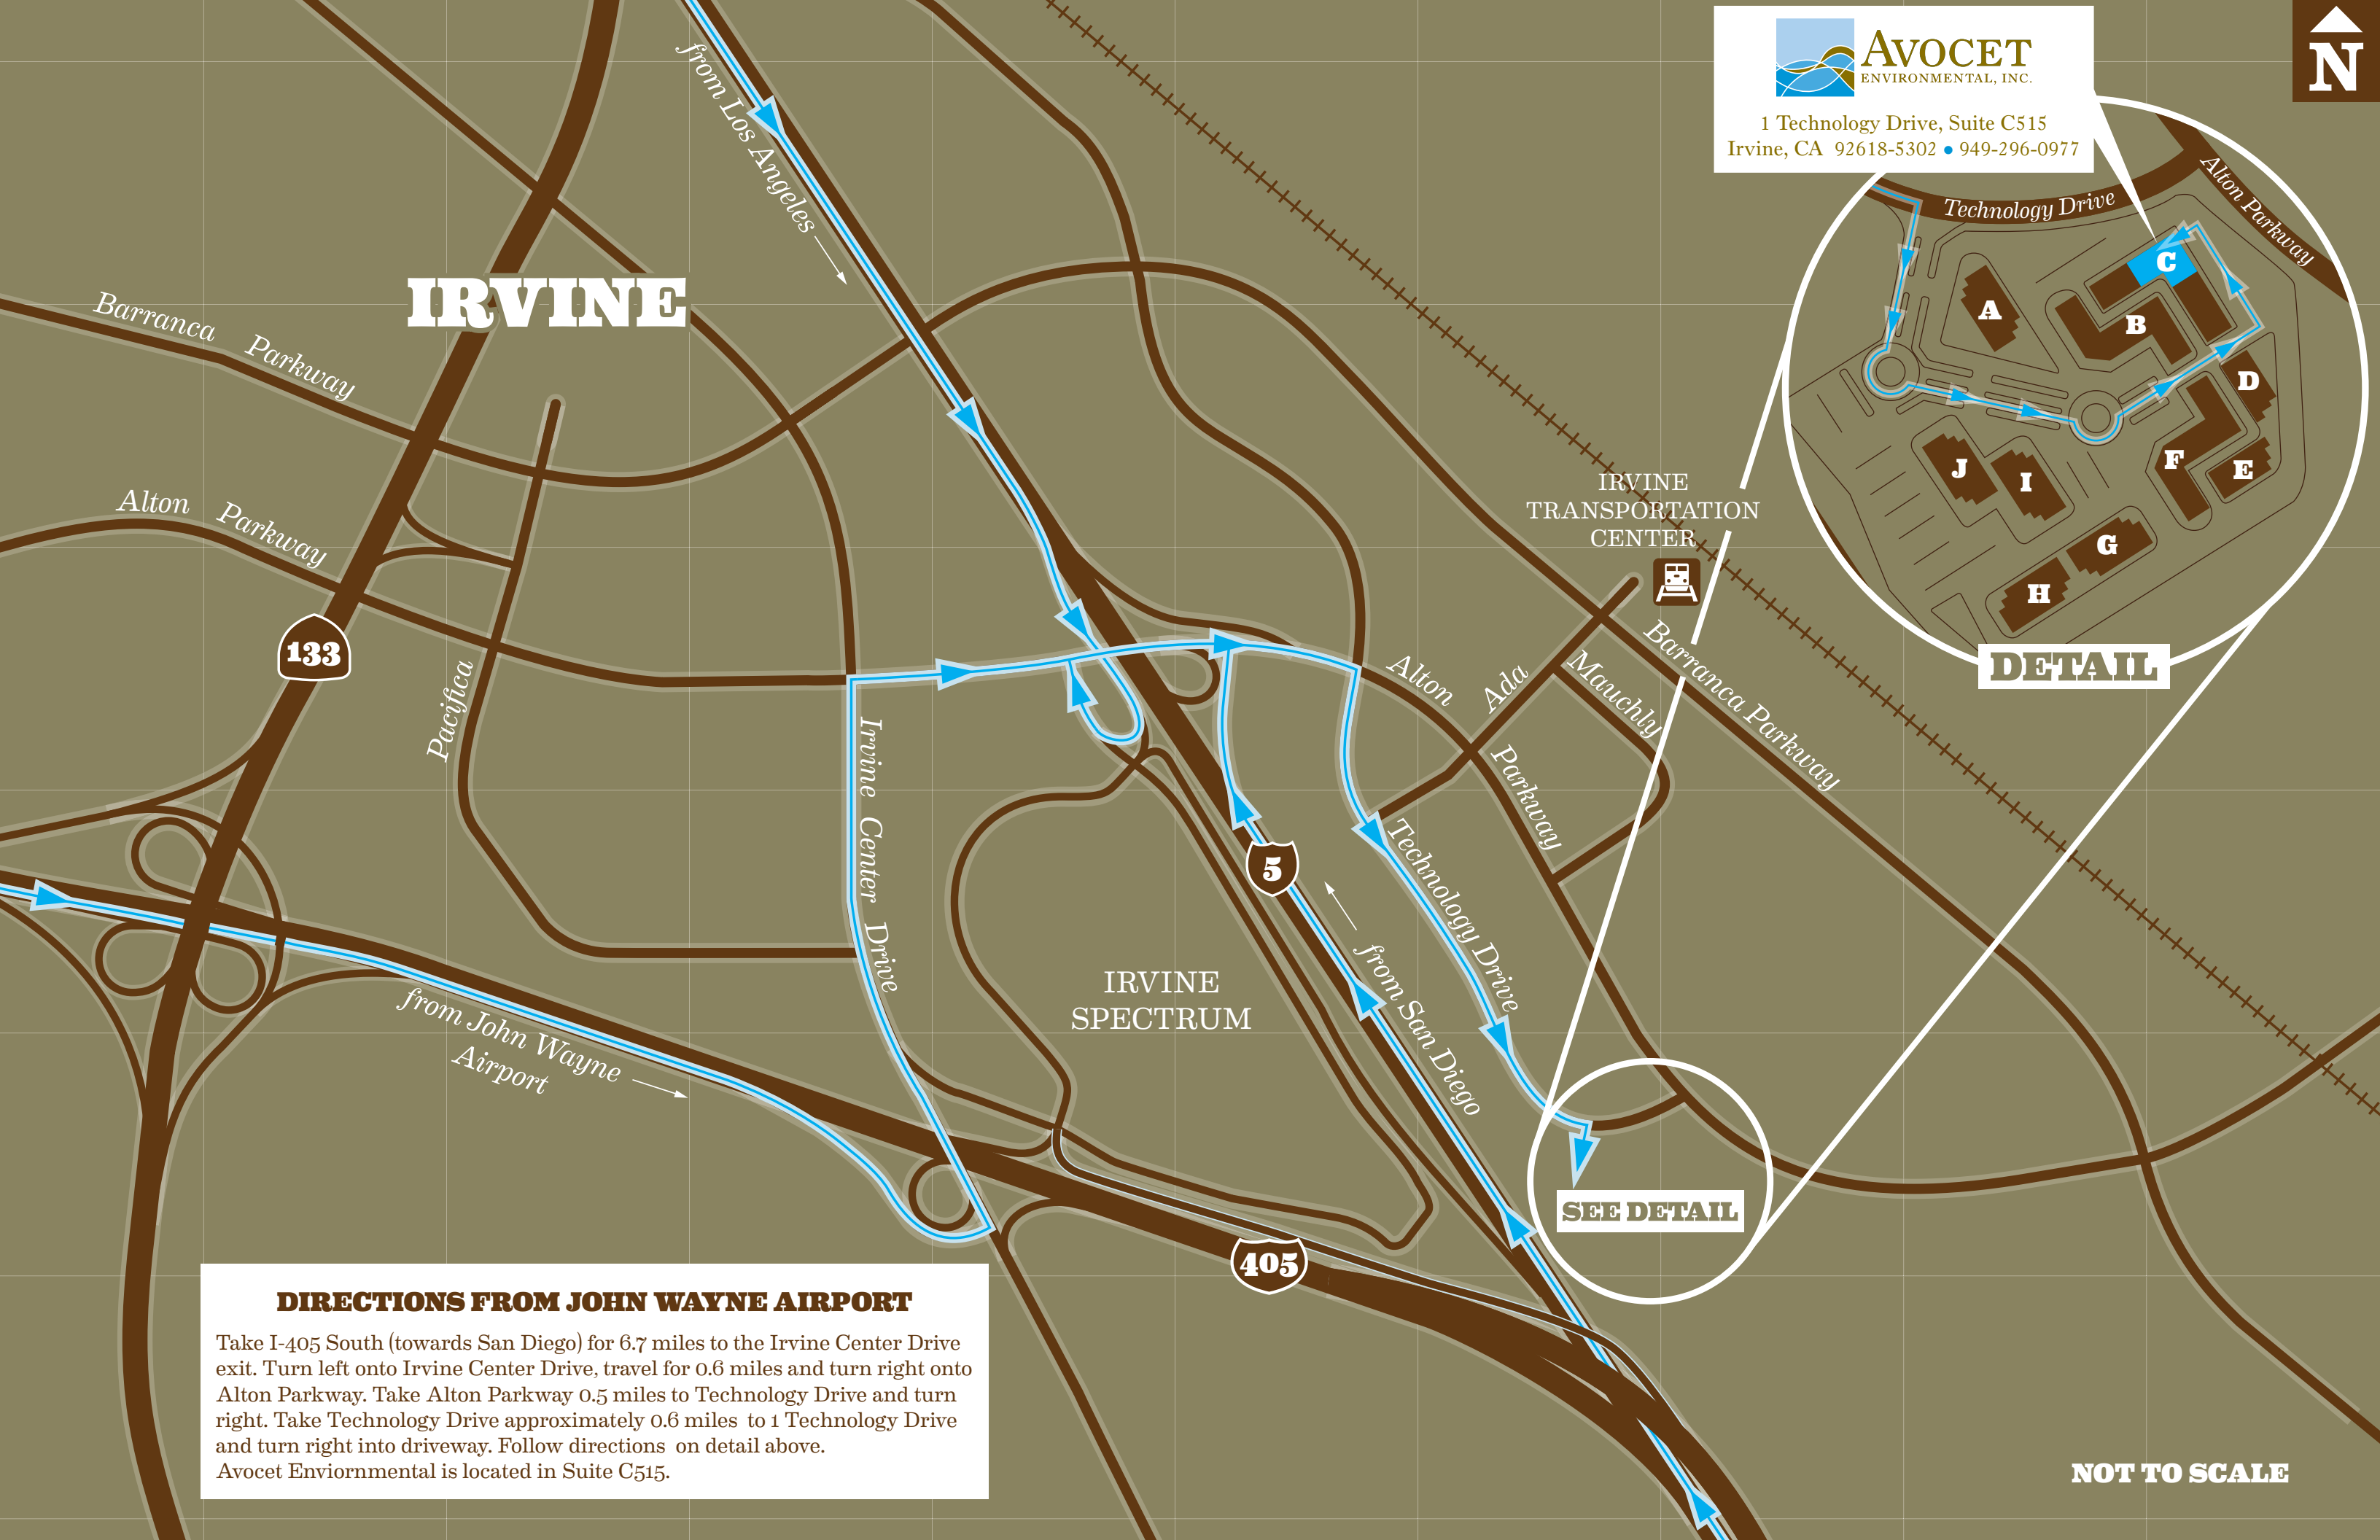 AVOCET
ENVIRONMENTAL, INC.
1 Technology Drive, Suite C515
Irvine, CA 92618-5302 • 949-296-0977
N
from Los Angeles
Technology Drive
Alton Parkway
A
B
C
D
E
F
G
H
I
J
DETAIL
IRVINE
Barranca Parkway
Alton Parkway
133
Pacifica
IRVINE
TRANSPORTATION
CENTER
Barranca Parkway
Mauchly
Ada
Alton
Parkway
Irvine Center Drive
5
Technology Drive
from San Diego
IRVINE
SPECTRUM
from John Wayne
Airport
405
SEE DETAIL
DIRECTIONS FROM JOHN WAYNE AIRPORT
Take I-405 South (towards San Diego) for 6.7 miles to the Irvine Center Drive
exit. Turn left onto Irvine Center Drive, travel for 0.6 miles and turn right onto
Alton Parkway. Take Alton Parkway 0.5 miles to Technology Drive and turn
right. Take Technology Drive approximately 0.6 miles to 1 Technology Drive
and turn right into driveway. Follow directions on detail above.
Avocet Enviornmental is located in Suite C515.
NOT TO SCALE